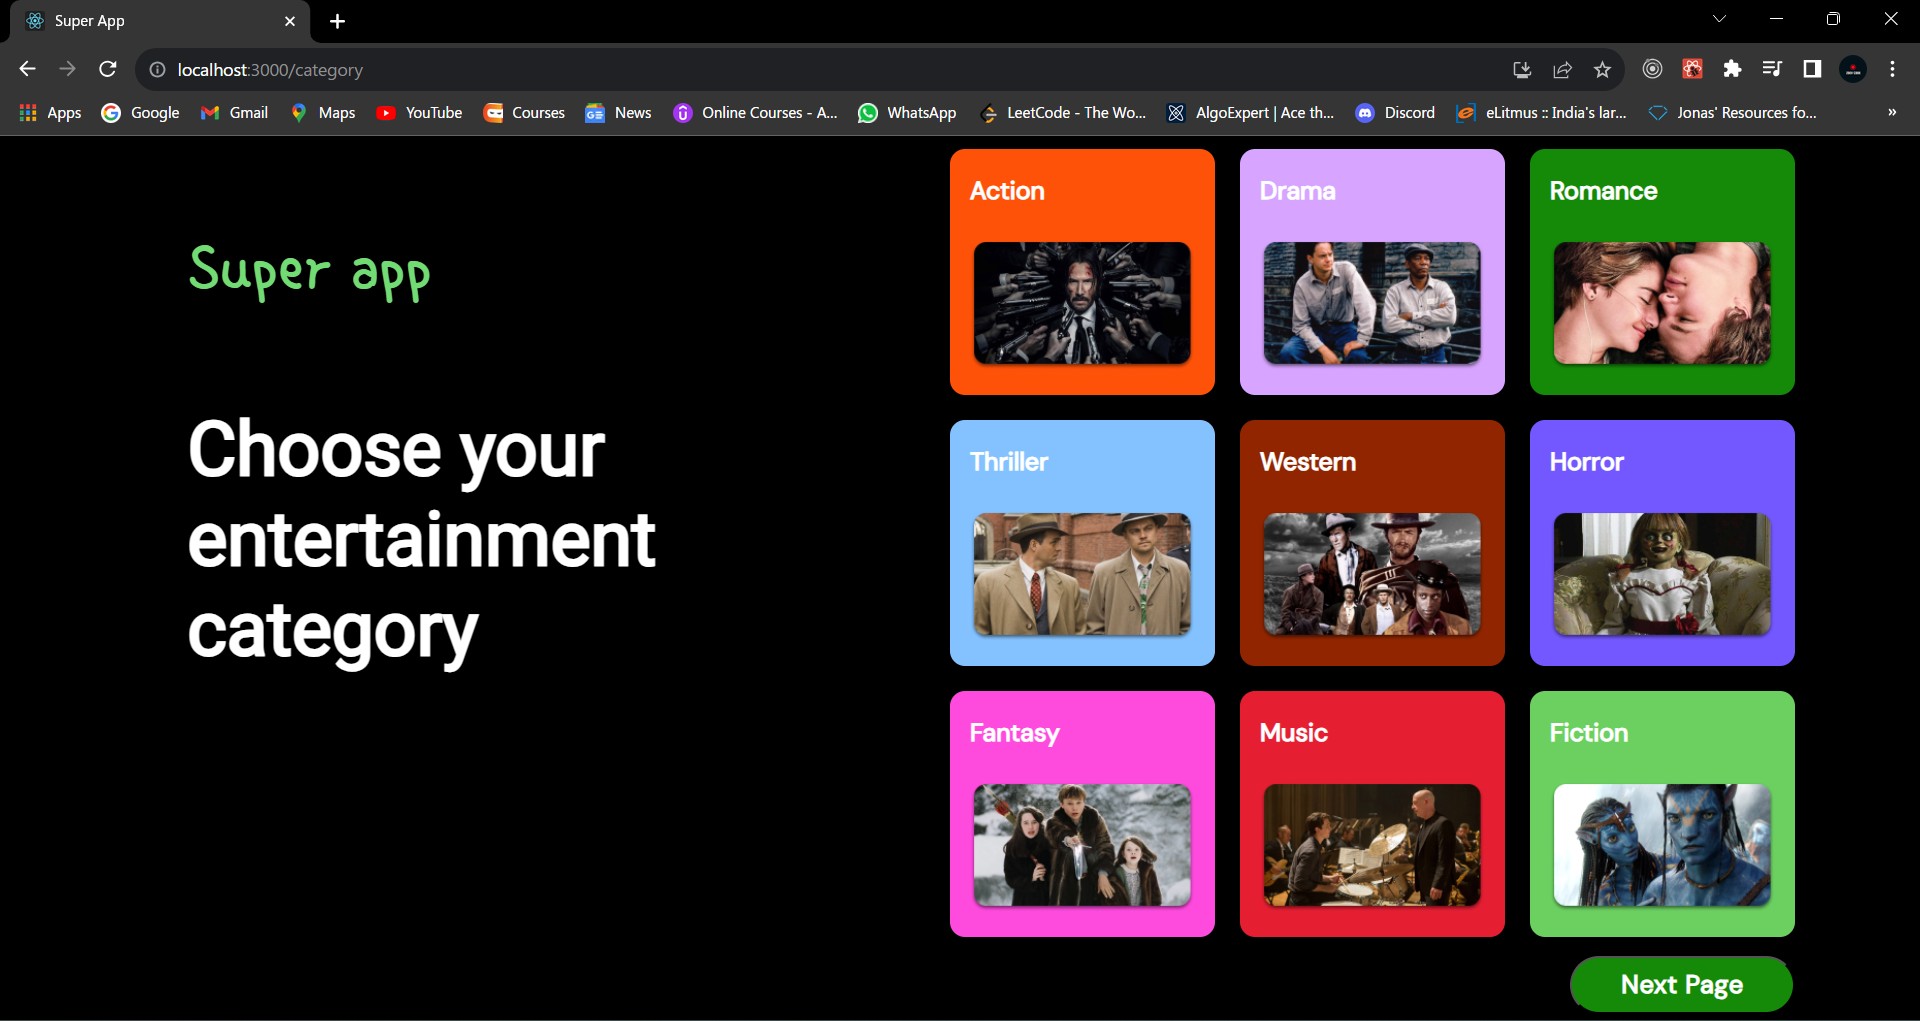 Super App
localhost:3000/category
Apps Google Gmail Maps YouTube Courses News Online Courses - A... WhatsApp LeetCode - The Wo... AlgoExpert | Ace th... Discord eLitmus :: India's lar... Jonas' Resources fo... »
Super app
Choose your
entertainment
category
Action Drama Romance
Thriller Western Horror
Fantasy Music Fiction
Next Page